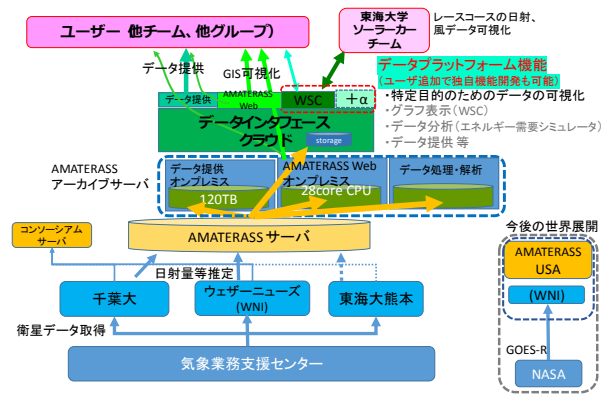 ユーザー 他チーム、他グループ）
東海大学
ソーラーカー
チーム
レースコースの日射、
風データ可視化
データ提供
GIS可視化
データプラットフォーム機能
（ユーザ追加で独自機能開発も可能）
・特定目的のためのデータの可視化
・グラフ表示（WSC）
・データ分析（エネルギー需要シミュレータ）
・データ提供 等
データ提供
AMATERASS
Web
WSC
＋α
データインタフェース
クラウド
storage
AMATERASS
アーカイブサーバ
データ提供
オンプレミス
120TB
AMATERASS Web
オンプレミス
28core CPU
データ処理・解析
コンソーシアム
サーバ
AMATERASS サーバ
日射量等推定
千葉大
ウェザーニューズ
(WNI)
東海大熊本
衛星データ取得
気象業務支援センター
今後の世界展開
AMATERASS
USA
(WNI)
GOES-R
NASA